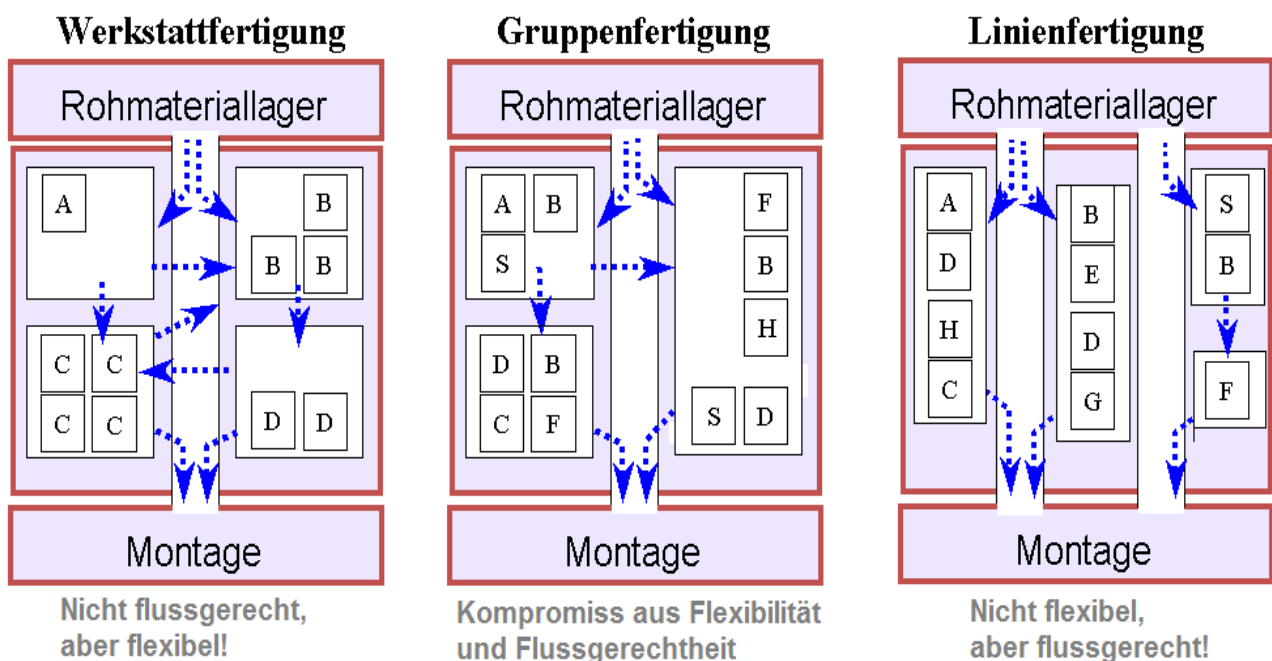 Werkstattfertigung
Rohmateriallager
A
B
B B
C C
C C
D D
Montage
Nicht flussgerecht,
aber flexibel!
Gruppenfertigung
Rohmateriallager
A B
S
F
B
H
D B
C F
S D
Montage
Kompromiss aus Flexibilität
und Flussgerechtheit
Linienfertigung
Rohmateriallager
A
D
H
C
B
E
D
G
S
B
F
Montage
Nicht flexibel,
aber flussgerecht!